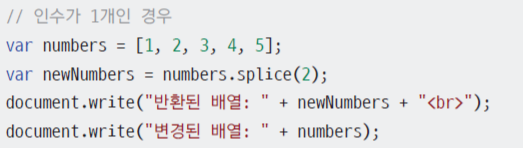 // 인수가 1개인 경우
var numbers = [1, 2, 3, 4, 5];
var newNumbers = numbers.splice(2);
document.write("반환된 배열: " + newNumbers + "<br>");
document.write("변경된 배열: " + numbers);